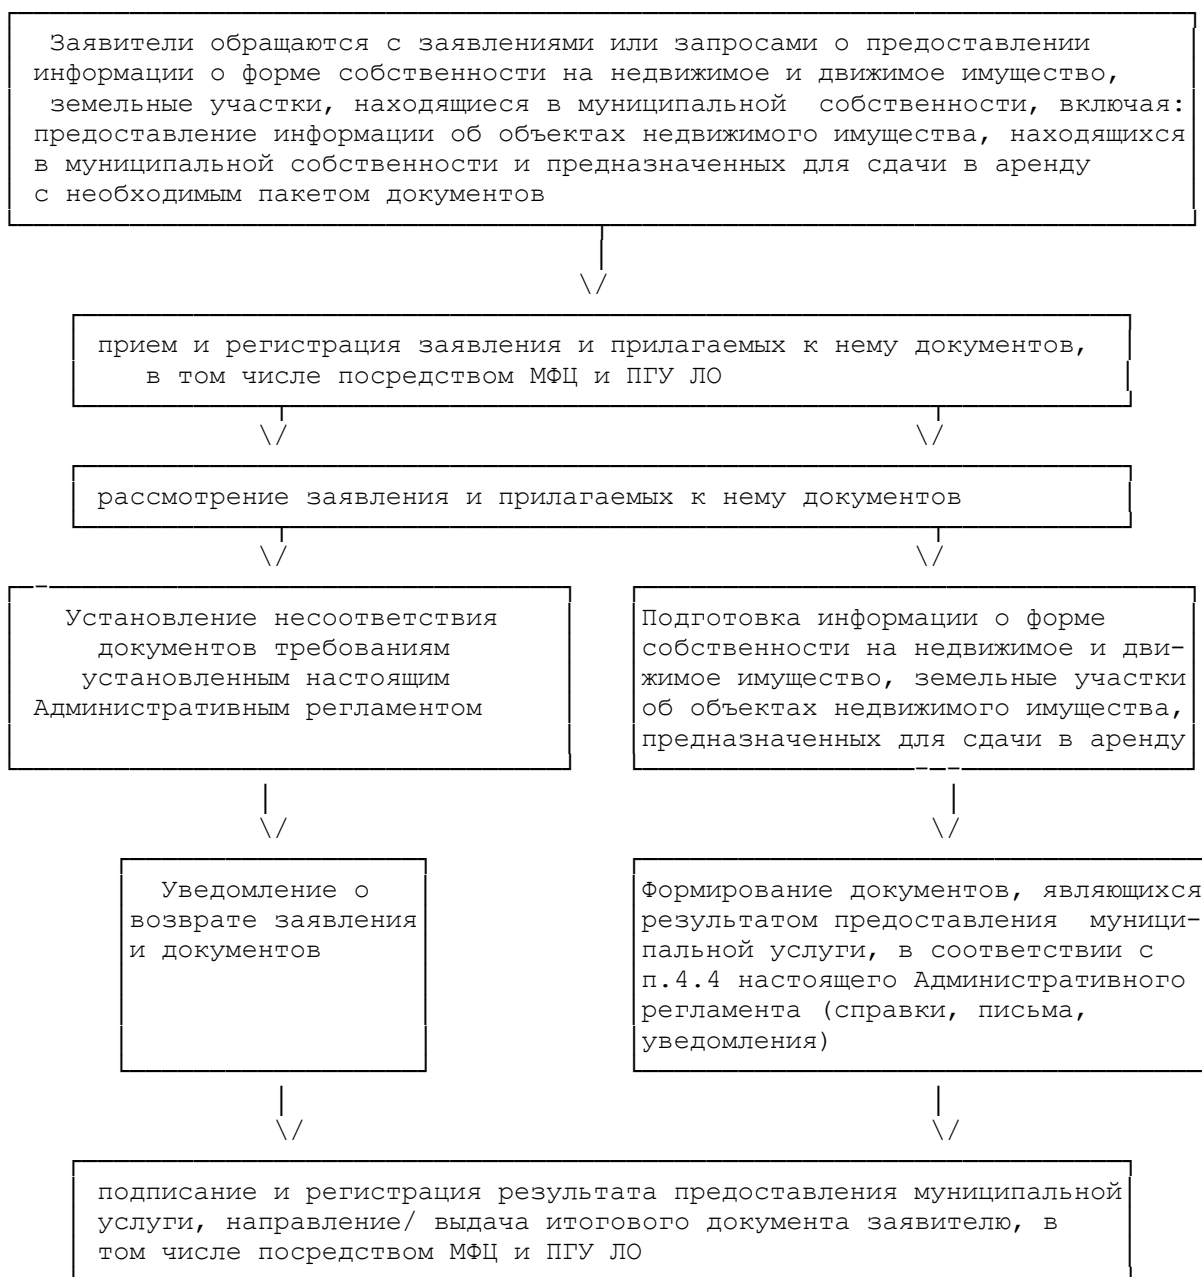 Заявители обращаются с заявлениями или запросами о предоставлении
информации о форме собственности на недвижимое и движимое имущество,
земельные участки, находящиеся в муниципальной собственности, включая:
предоставление информации об объектах недвижимого имущества, находящихся
в муниципальной собственности и предназначенных для сдачи в аренду
с необходимым пакетом документов
прием и регистрация заявления и прилагаемых к нему документов,
в том числе посредством МФЦ и ПГУ ЛО
рассмотрение заявления и прилагаемых к нему документов
Установление несоответствия
документов требованиям
установленным настоящим
Административным регламентом
Подготовка информации о форме
собственности на недвижимое и дви-
жимое имущество, земельные участки
об объектах недвижимого имущества,
предназначенных для сдачи в аренду
Уведомление о
возврате заявления
и документов
Формирование документов, являющихся
результатом предоставления муници-
пальной услуги, в соответствии с
п.4.4 настоящего Административного
регламента (справки, письма,
уведомления)
подписание и регистрация результата предоставления муниципальной
услуги, направление/ выдача итогового документа заявителю, в
том числе посредством МФЦ и ПГУ ЛО